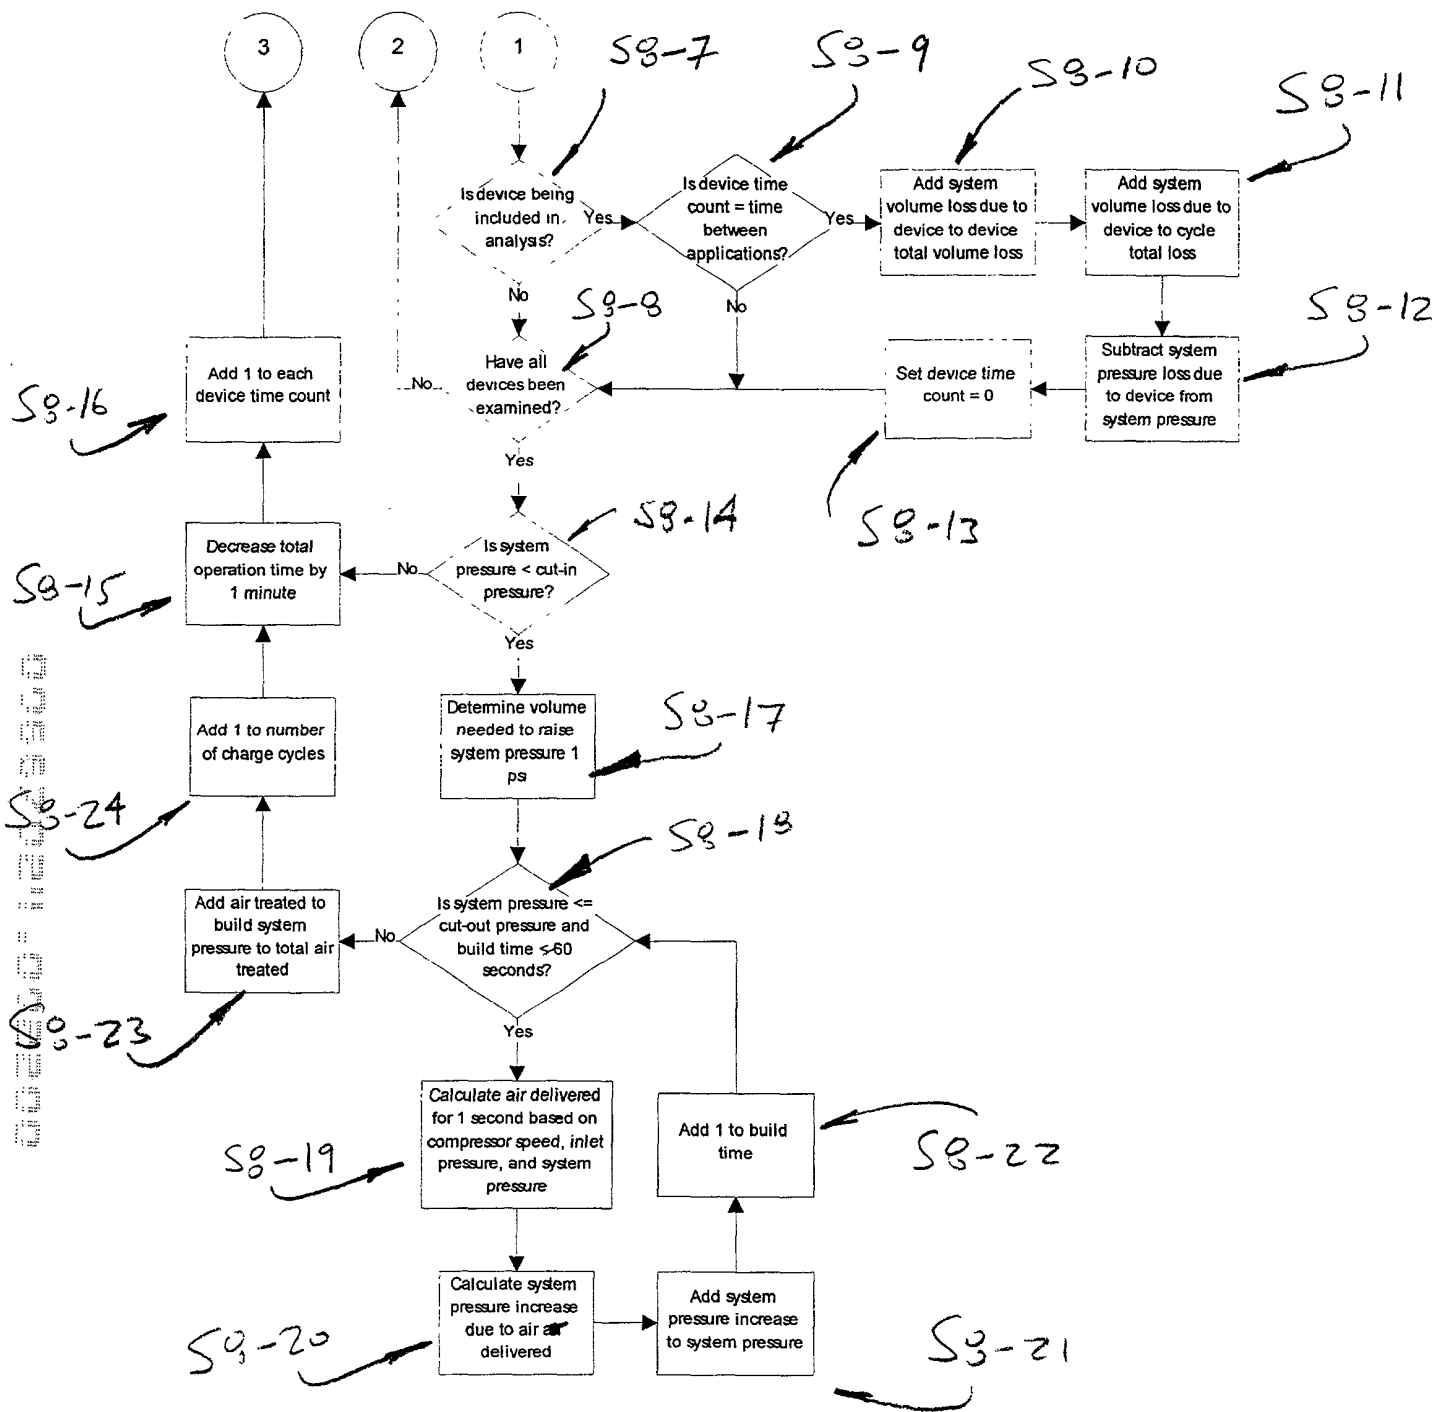 3
2
1
S8-7
S8-9
S8-10
S8-11
Is device being
included in
analysis?
Yes
No
Is device time
count = time
between
applications?
Yes
No
Add system
volume loss due to
device to device
total volume loss
Add system
volume loss due to
device to cycle
total loss
S8-8
S8-12
Have all
devices been
examined?
No
Yes
Set device time
count = 0
Subtract system
pressure loss due
to device from
system pressure
S8-13
Add 1 to each
device time count
S8-16
S8-14
Is system
pressure < cut-in
pressure?
No
Yes
Decrease total
operation time by
1 minute
S8-15
Determine volume
needed to raise
system pressure 1
psi
S8-17
Add 1 to number
of charge cycles
S8-24
S8-18
Is system pressure <=
cut-out pressure and
build time <60
seconds?
No
Yes
Add air treated to
build system
pressure to total air
treated
S8-23
Calculate air delivered
for 1 second based on
compressor speed, inlet
pressure, and system
pressure
S8-19
Add 1 to build
time
S8-22
Calculate system
pressure increase
due to air
delivered
S8-20
Add system
pressure increase
to system pressure
S8-21